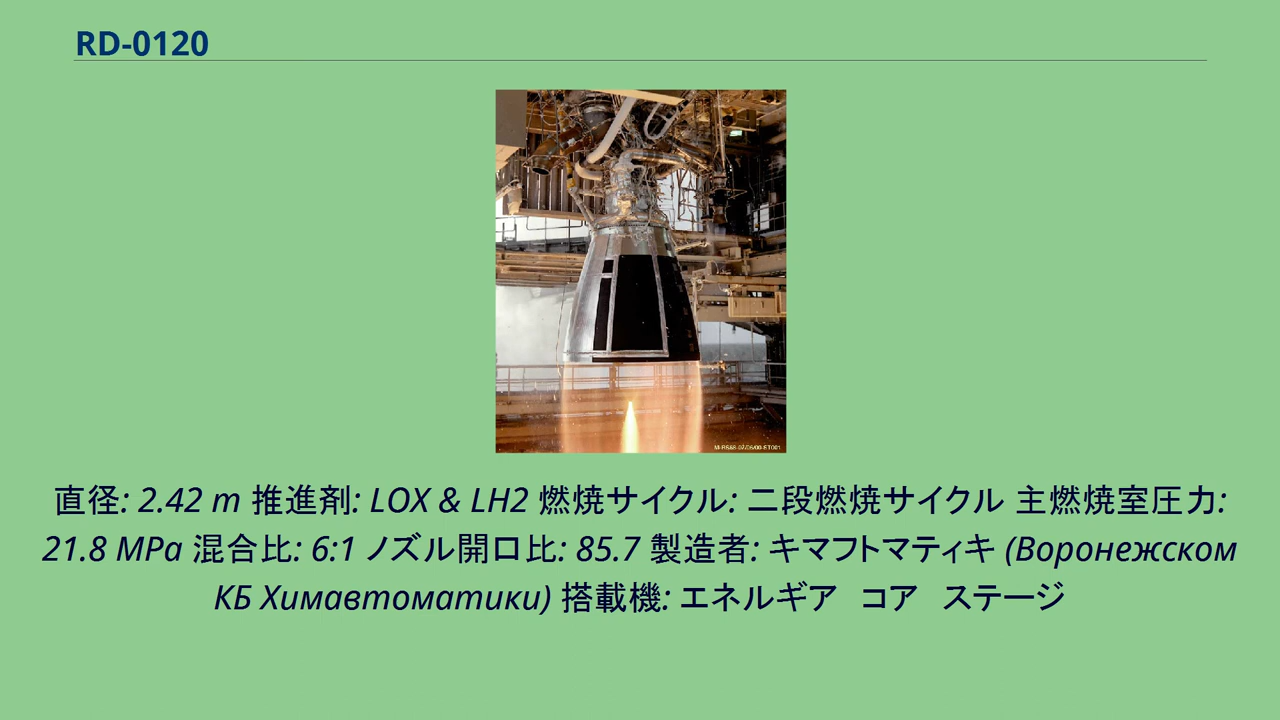 RD-0120
直径: 2.42 m 推進剤: LOX & LH2 燃焼サイクル: 二段燃焼サイクル 主燃焼室圧力:
21.8 MPa 混合比: 6:1 ノズル開口比: 85.7 製造者: キマフトマティキ (Воронежском
КБ Химавтоматики) 搭載機: エネルギア　コア　ステージ